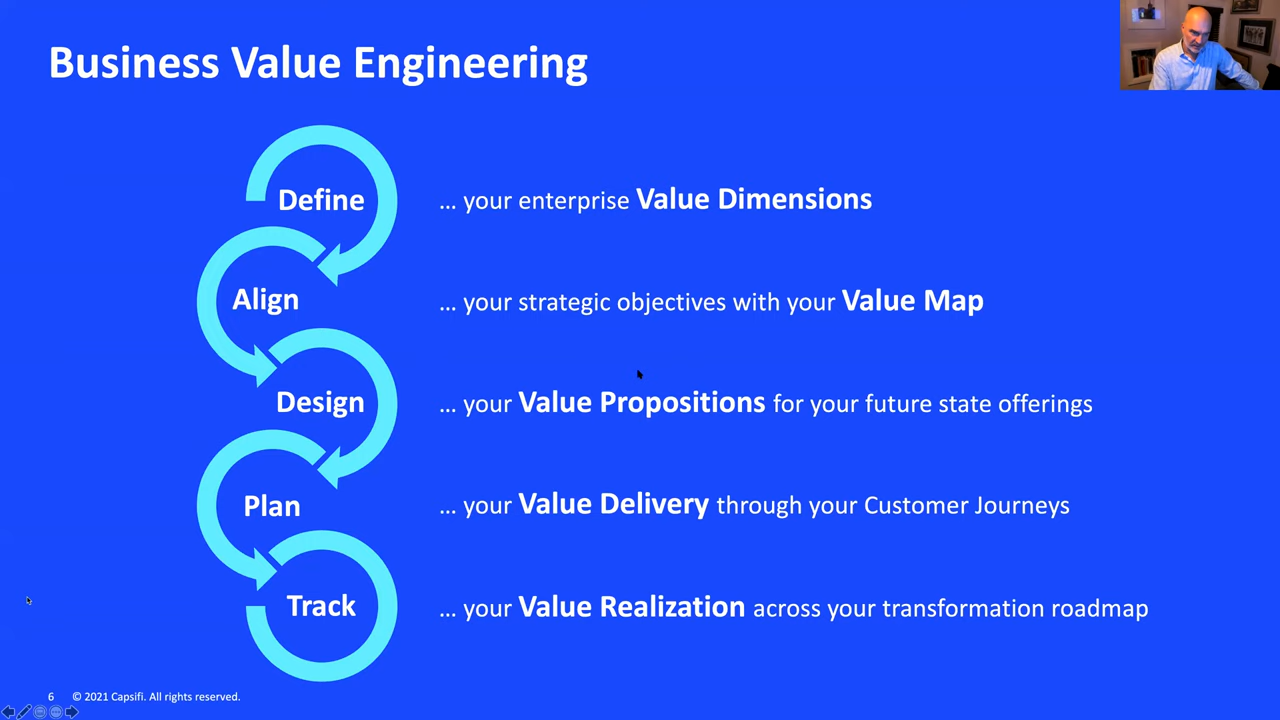 Business Value Engineering
Define
... your enterprise Value Dimensions
Align
... your strategic objectives with your Value Map
Design
... your Value Propositions for your future state offerings
Plan
... your Value Delivery through your Customer Journeys
Track
... your Value Realization across your transformation roadmap
6 © 2021 Capsifi. All rights reserved.